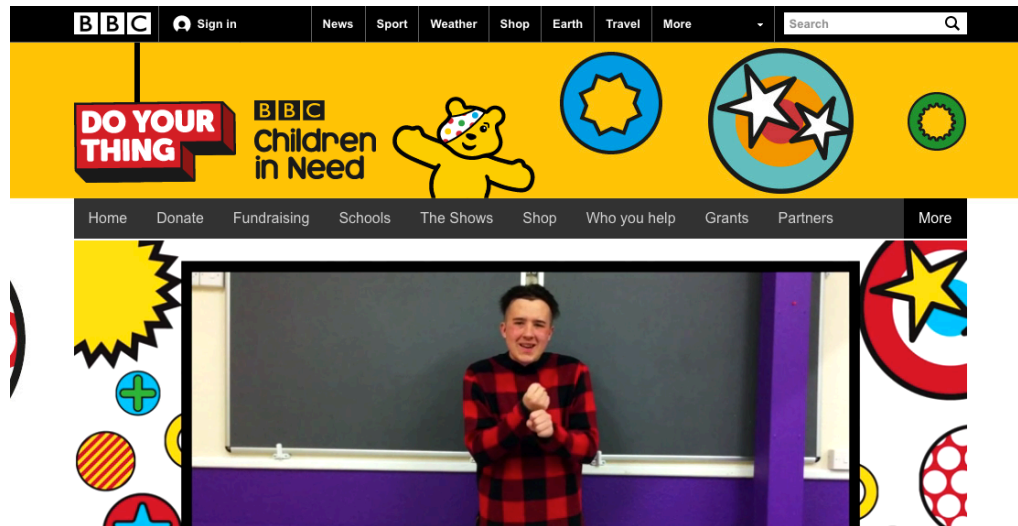 BBC Sign in News Sport Weather Shop Earth Travel More Search
DO YOUR
THING
BBC
Children
in Need
Home Donate Fundraising Schools The Shows Shop Who you help Grants Partners More